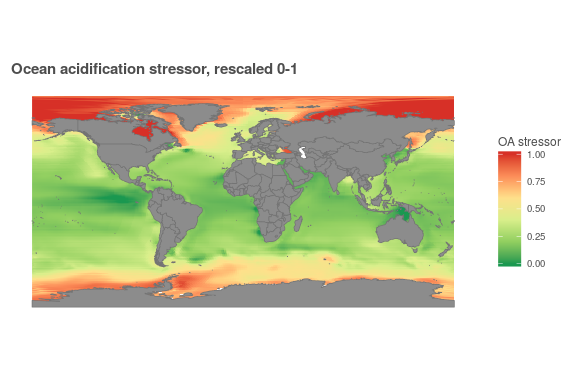 Ocean acidification stressor, rescaled 0-1
OA stressor
1.00
0.75
0.50
0.25
0.00